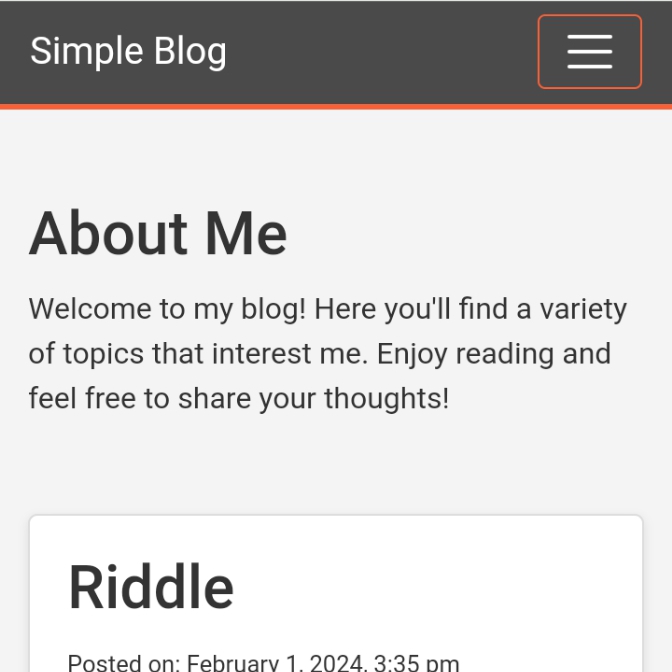 Simple Blog
About Me
Welcome to my blog! Here you'll find a variety
of topics that interest me. Enjoy reading and
feel free to share your thoughts!
Riddle
Posted on: February 1, 2024, 3:35 pm